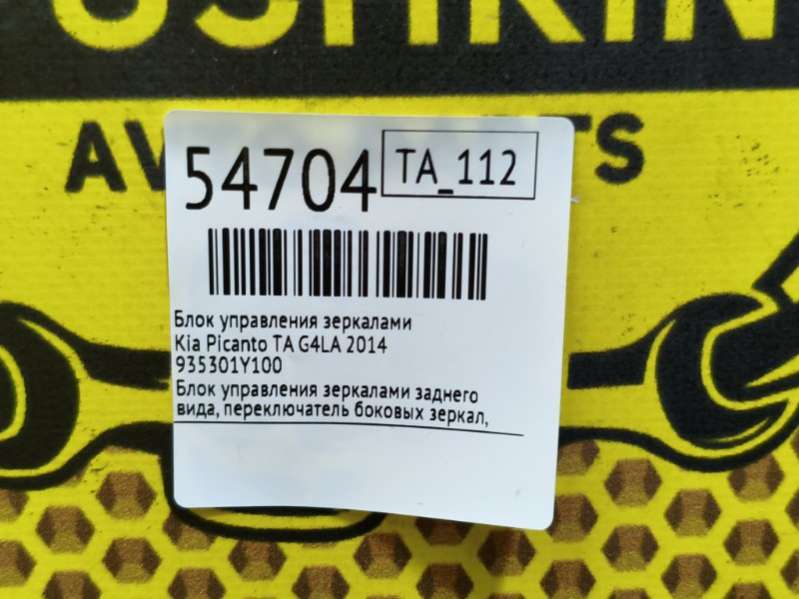 54704
TA_112
Блок управления зеркалами
Kia Picanto TA G4LA 2014
935301Y100
Блок управления зеркалами заднего
вида, переключатель боковых зеркал,